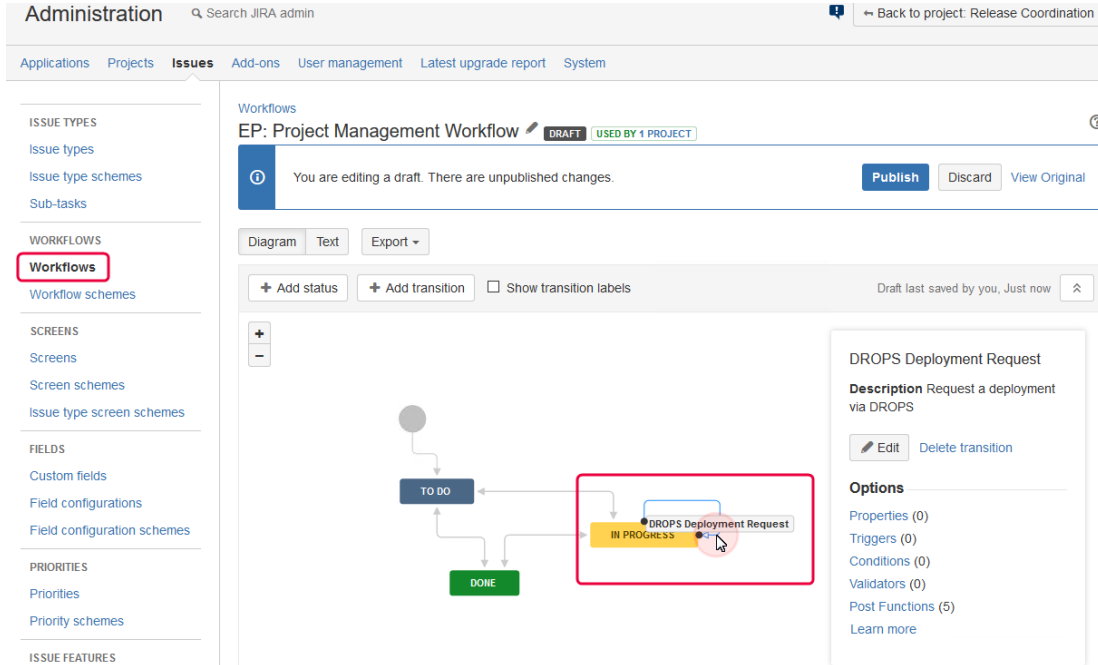 Administration
Search JIRA admin
Back to project: Release Coordination
Applications Projects Issues Add-ons User management Latest upgrade report System
ISSUE TYPES
Issue types
Issue type schemes
Sub-tasks
WORKFLOWS
Workflows
Workflow schemes
SCREENS
Screens
Screen schemes
Issue type screen schemes
FIELDS
Custom fields
Field configurations
Field configuration schemes
PRIORITIES
Priorities
Priority schemes
ISSUE FEATURES
Workflows
EP: Project Management Workflow DRAFT USED BY 1 PROJECT
You are editing a draft. There are unpublished changes.
Publish Discard View Original
Diagram Text Export
+ Add status + Add transition Show transition labels
Draft last saved by you, Just now
+
−
TO DO
DROPS Deployment Request
IN PROGRESS
DONE
DROPS Deployment Request
Description Request a deployment
via DROPS
Edit Delete transition
Options
Properties (0)
Triggers (0)
Conditions (0)
Validators (0)
Post Functions (5)
Learn more